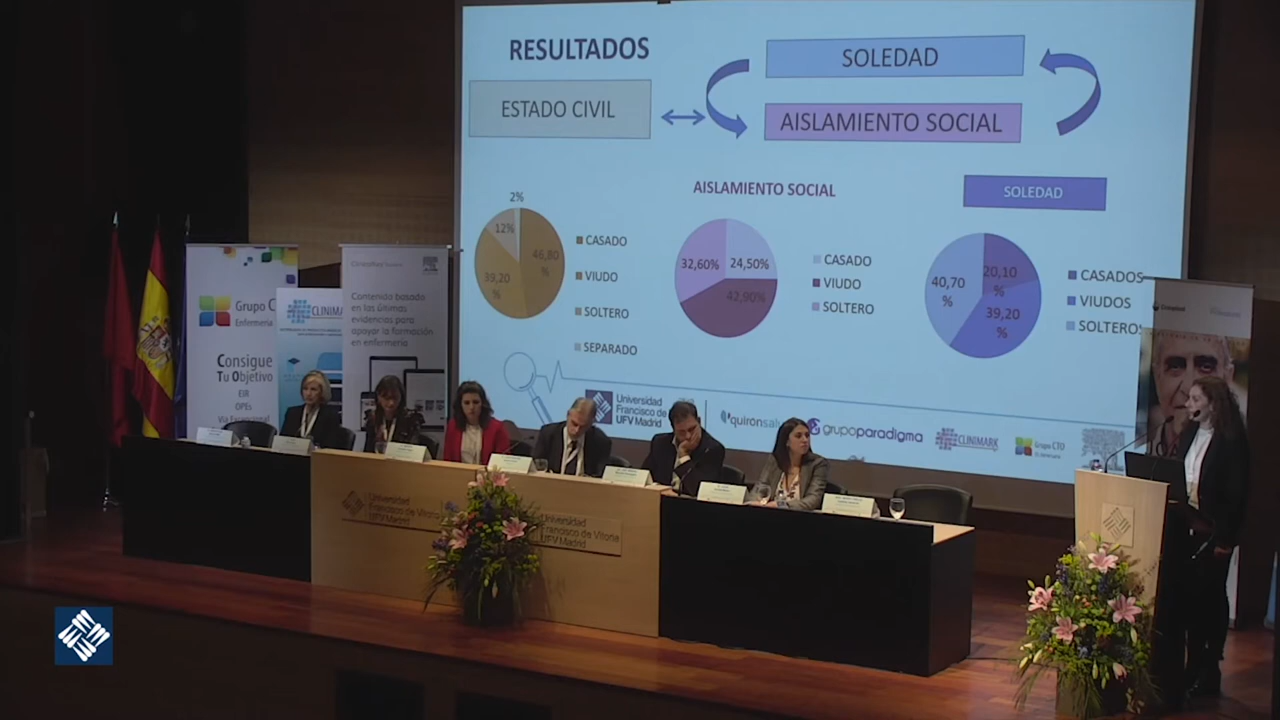 RESULTADOS
SOLEDAD
ESTADO CIVIL
AISLAMIENTO SOCIAL
AISLAMIENTO SOCIAL
SOLEDAD
2%
12%
46,80
%
39,20
%
CASADO
VIUDO
SOLTERO
SEPARADO
32,60%
24,50%
42,90%
CASADO
VIUDO
SOLTERO
40,70
%
20,10
%
39,20
%
CASADOS
VIUDOS
SOLTEROS
Universidad
Francisco de
UFV Madrid
quironsalu
grupoparadigma
CLINIMARK
Grupo CTO
Grupo C
Enfermería
Consigue
Tu Objetivo
EIR
OPEs
Vía Excepcional
CLINIMA
Contenido basado
en las últimas
evidencias para
apoyar la formación
en enfermería
Universidad
Francisco de Vitoria
UFV Madrid
Universidad
Francisco de Vitoria
UFV Madrid